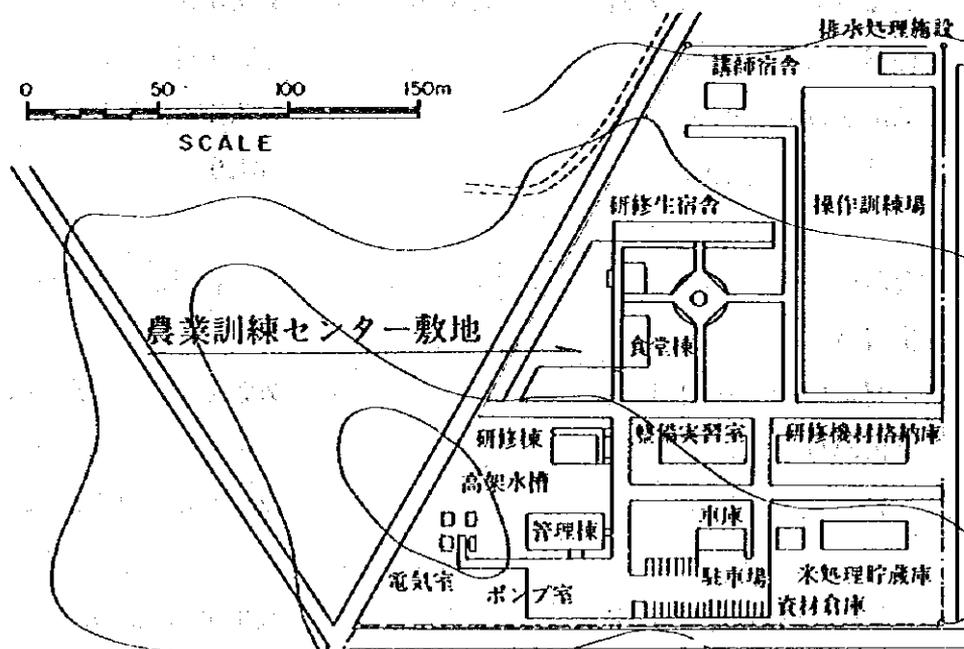 排水処理施設
講師宿舎
0 50 100 150m
SCALE
研修生宿舎
操作訓練場
農業訓練センター敷地
食堂棟
研修棟
整備実習室
研修機材格納庫
高架水槽
車庫
管理棟
電気室
ポンプ室
駐車場
米処理貯蔵庫
資材倉庫